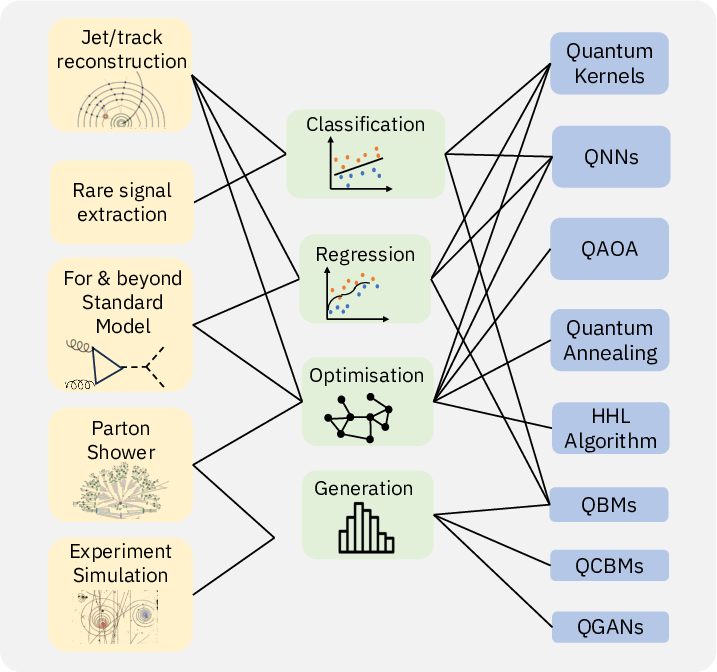 Jet/track
reconstruction
Rare signal
extraction
For & beyond
Standard
Model
Parton
Shower
Experiment
Simulation
Classification
Regression
Optimisation
Generation
Quantum
Kernels
QNNs
QAOA
Quantum
Annealing
HHL
Algorithm
QBMs
QCBMs
QGANs